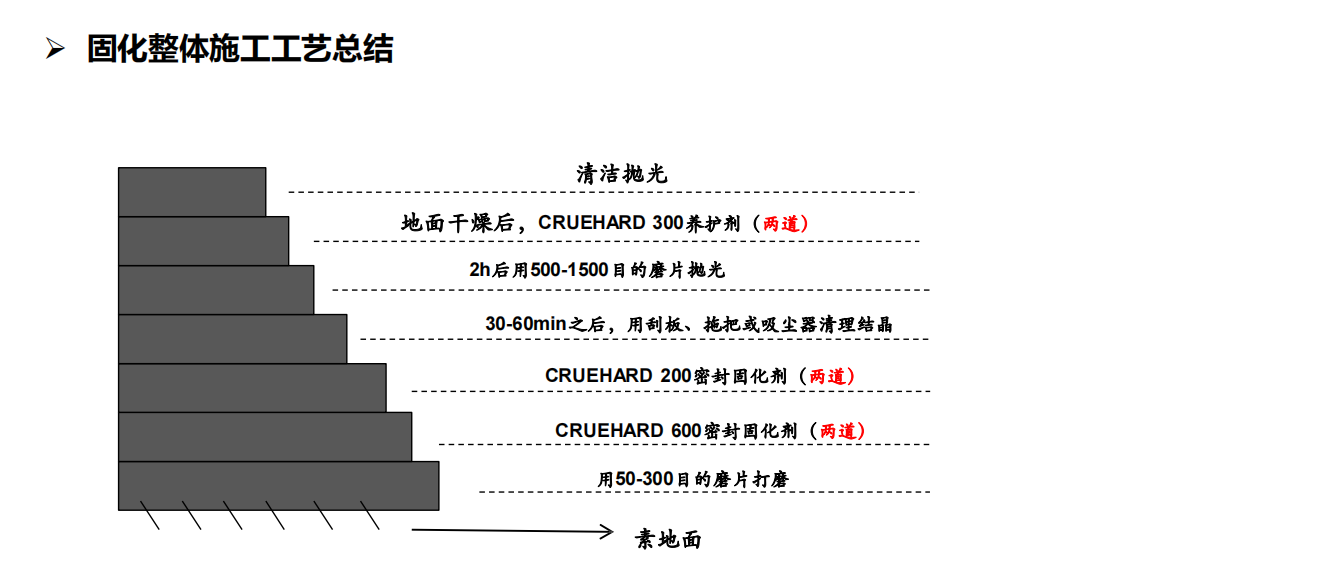 固化整体施工工艺总结
清洁抛光
地面干燥后，CRUEHARD 300养护剂（两道）
2h后用500-1500目的磨片抛光
30-60min之后，用刮板、拖把或吸尘器清理结晶
CRUEHARD 200密封固化剂（两道）
CRUEHARD 600密封固化剂（两道）
用50-300目的磨片打磨
素地面